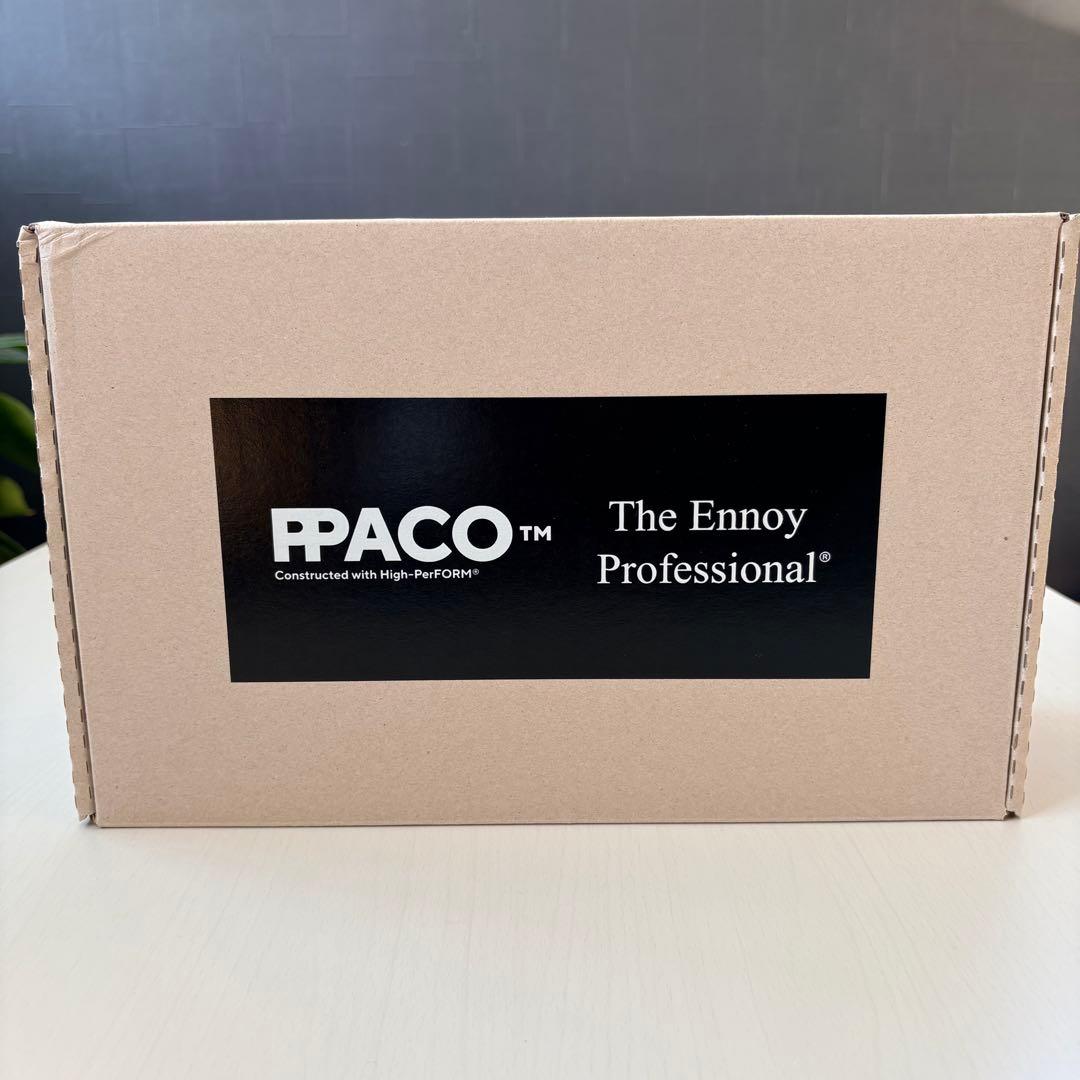 PPACO™
Constructed with High-PerFORM®
The Ennoy
Professional®